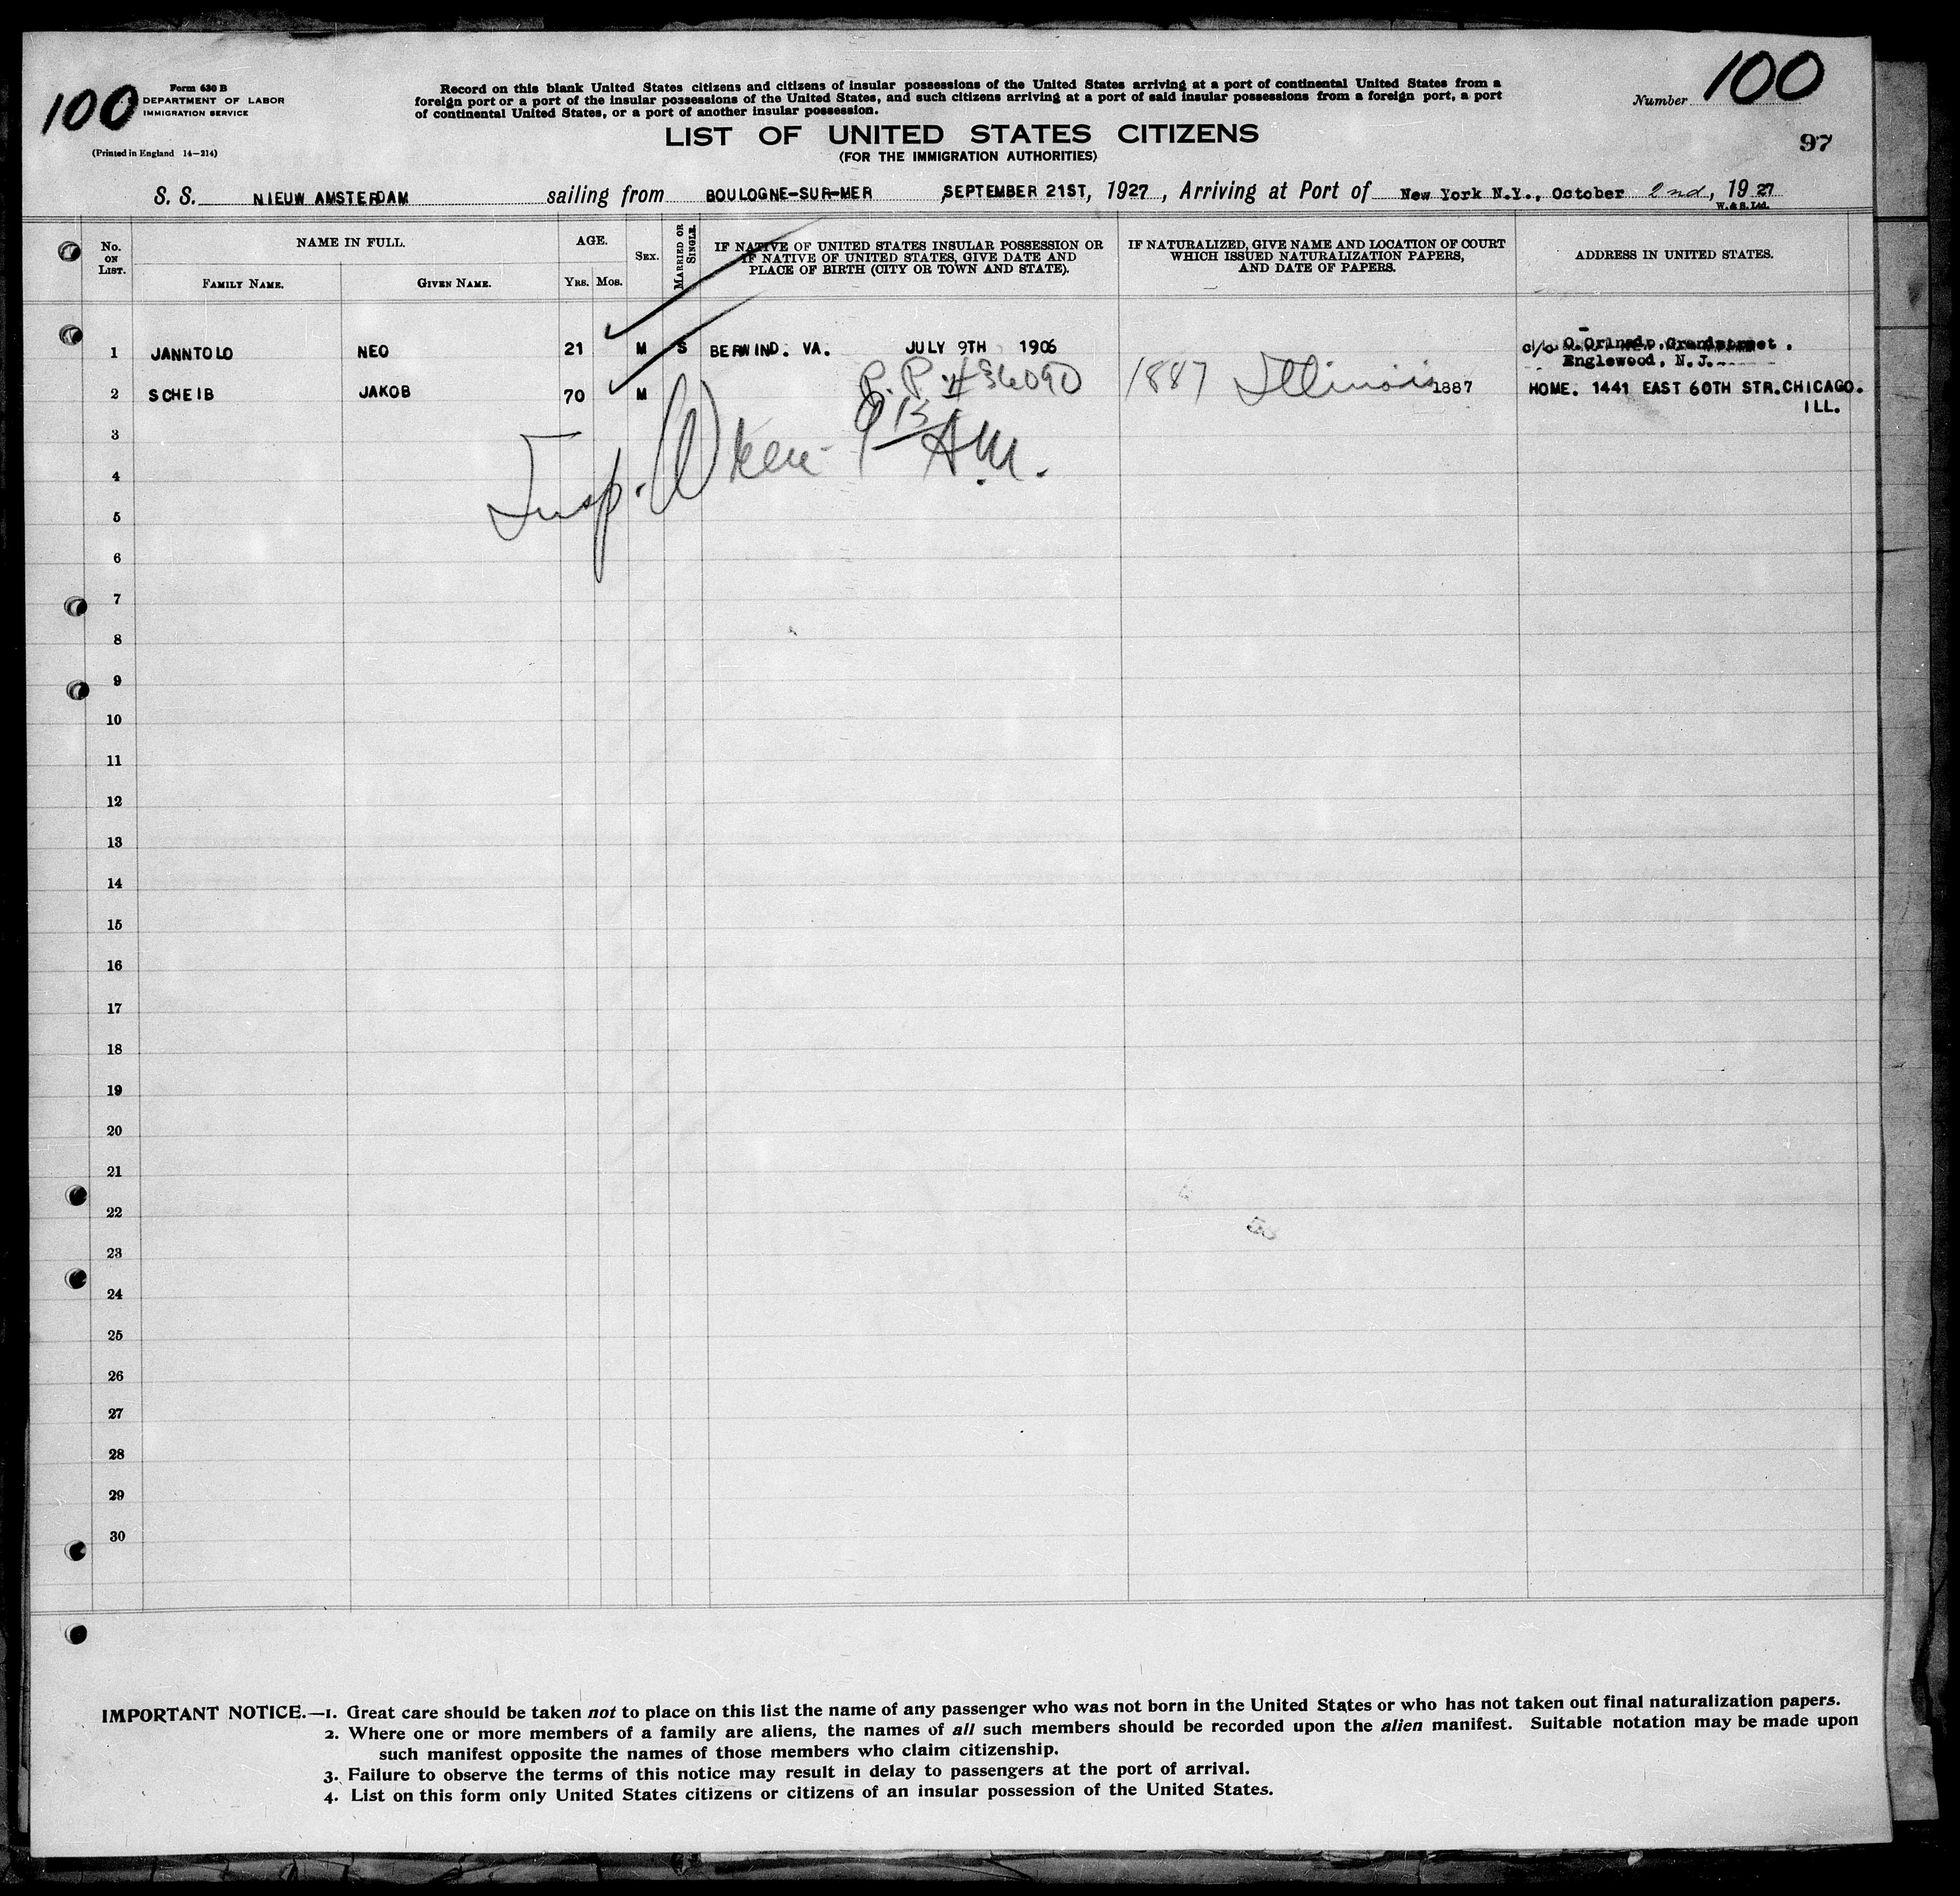 100
Form 630 B
DEPARTMENT OF LABOR
IMMIGRATION SERVICE
(Printed in England 14—214)
Record on this blank United States citizens and citizens of insular possessions of the United States arriving at a port of continental United States from a
foreign port or a port of the insular possessions of the United States, and such citizens arriving at a port of said insular possessions from a foreign port, a port
of continental United States, or a port of another insular possession.
LIST OF UNITED STATES CITIZENS
(FOR THE IMMIGRATION AUTHORITIES)
Number 100
97
S. S. NIEUW AMSTERDAM sailing from BOULOGNE-SUR-MER, SEPTEMBER 21ST, 1927, Arriving at Port of New York N.Y., October 2nd, 1927
W. & S. Ltd.
No. ON LIST.
NAME IN FULL.
FAMILY NAME.
GIVEN NAME.
AGE.
YRS. MOS.
SEX.
MARRIED OR SINGLE.
IF NATIVE OF UNITED STATES INSULAR POSSESSION OR
IF NATIVE OF UNITED STATES, GIVE DATE AND
PLACE OF BIRTH (CITY OR TOWN AND STATE).
IF NATURALIZED, GIVE NAME AND LOCATION OF COURT
WHICH ISSUED NATURALIZATION PAPERS,
AND DATE OF PAPERS.
ADDRESS IN UNITED STATES.
1 JANNTOLO NEO 21 M S BERWIND. VA. JULY 9TH 1906 c/o O. Orlando, Grandstreet.
Englewood, N.J.
2 SCHEIB JAKOB 70 M P.P. #436090 1887 Illinois 1887 HOME. 1441 EAST 60TH STR. CHICAGO.
ILL.
Insp. 9 15 A.M.
3
4
5
6
7
8
9
10
11
12
13
14
15
16
17
18
19
20
21
22
23
24
25
26
27
28
29
30
IMPORTANT NOTICE.—1. Great care should be taken not to place on this list the name of any passenger who was not born in the United States or who has not taken out final naturalization papers.
2. Where one or more members of a family are aliens, the names of all such members should be recorded upon the alien manifest. Suitable notation may be made upon
such manifest opposite the names of those members who claim citizenship.
3. Failure to observe the terms of this notice may result in delay to passengers at the port of arrival.
4. List on this form only United States citizens or citizens of an insular possession of the United States.